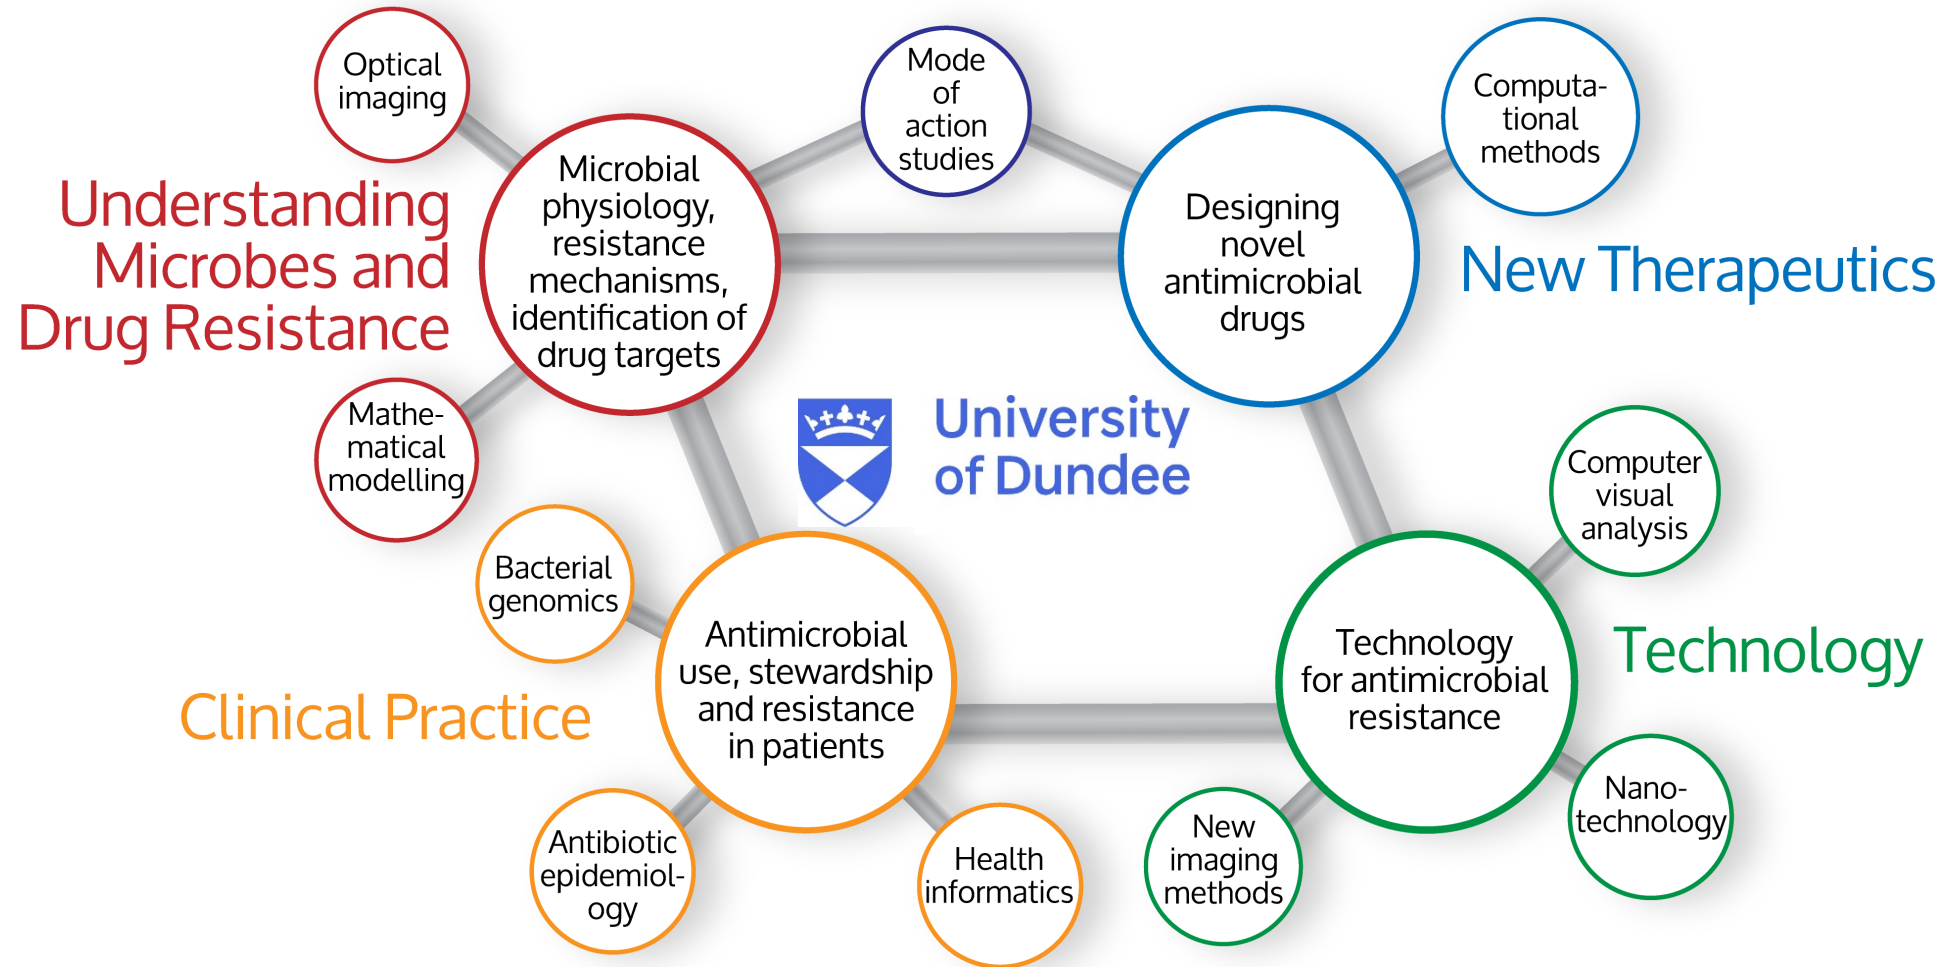 Optical
imaging
Mode
of
action
studies
Computa-
tional
methods
Understanding
Microbes and
Drug Resistance
Microbial
physiology,
resistance
mechanisms,
identification of
drug targets
Designing
novel
antimicrobial
drugs
New Therapeutics
Mathe-
matical
modelling
University
of Dundee
Computer
visual
analysis
Bacterial
genomics
Antimicrobial
use, stewardship
and resistance
in patients
Technology
for antimicrobial
resistance
Technology
Clinical Practice
Antibiotic
epidemiol-
ogy
Health
informatics
New
imaging
methods
Nano-
technology